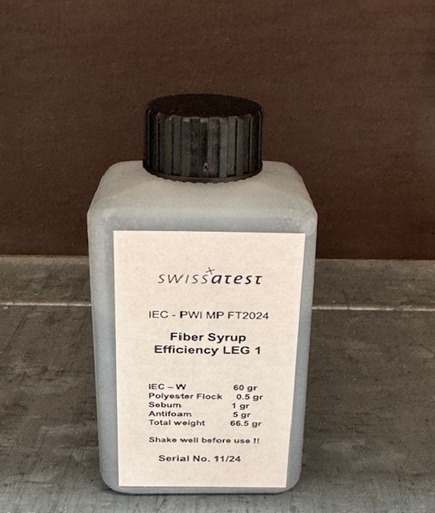 SWISSATEST
IEC - PWI MP FT2024
Fiber Syrup
Efficiency LEG 1
IEC – W 60 gr
Polyester Flock 0.5 gr
Sebum 1 gr
Antifoam 5 gr
Total weight 66.5 gr
Shake well before use !!
Serial No. 11/24